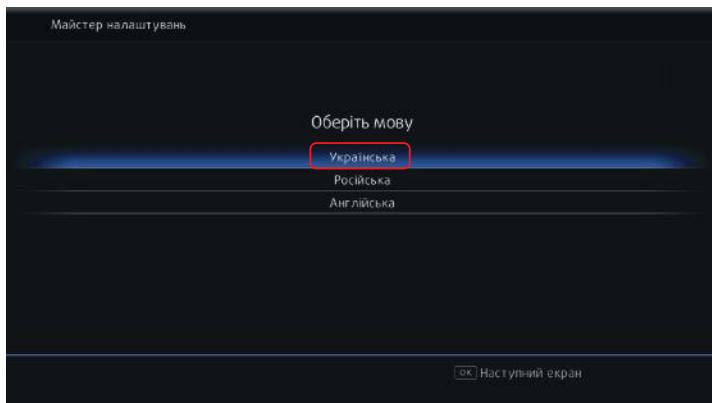 Майстер налаштувань
Оберіть мову
Українська
Російська
Англійська
OK Наступний екран